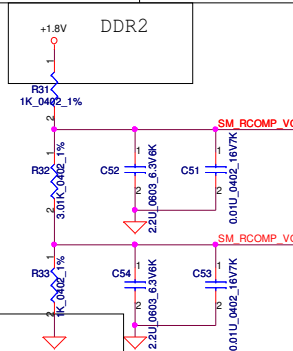 DDR2
+1.8V
1
R31
1K_0402_1%
2
SM_RCOMP_VO
1
R32
3.01K_0402_1%
2
1
C52
2
2.2U_0603_6.3V6K
1
C51
2
0.01U_0402_16V7K
SM_RCOMP_VO
1
R33
1K_0402_1%
2
1
C54
2
2.2U_0603_6.3V6K
1
C53
2
0.01U_0402_16V7K